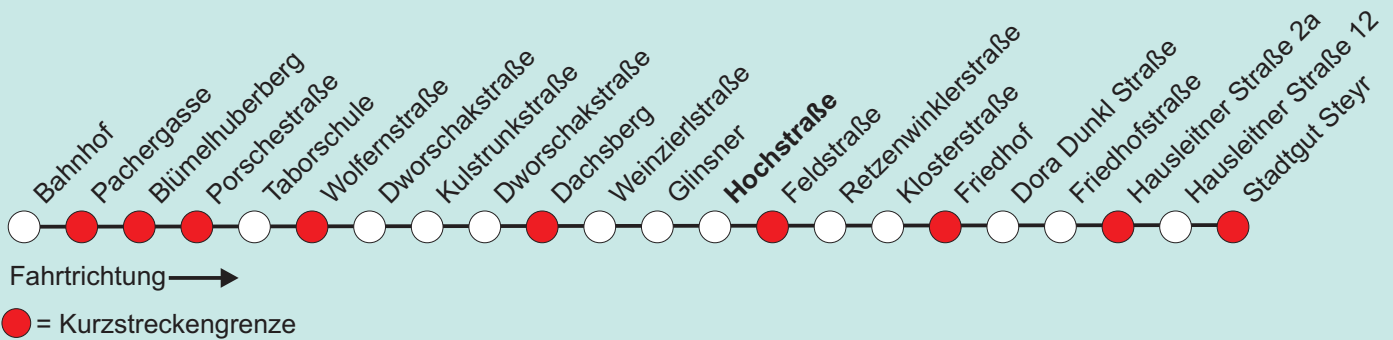 Bahnhof
Pachergasse
Blümelhuberberg
Porschestraße
Taborschule
Wolfernstraße
Dworschakstraße
Kulstrunkstraße
Dworschakstraße
Dachsberg
Weinzierlstraße
Glinsner
Hochstraße
Feldstraße
Retzenwinklerstraße
Klosterstraße
Friedhof
Dora Dunkl Straße
Friedhofstraße
Hausleitner Straße 2a
Hausleitner Straße 12
Stadtgut Steyr
Fahrtrichtung
= Kurzstreckengrenze